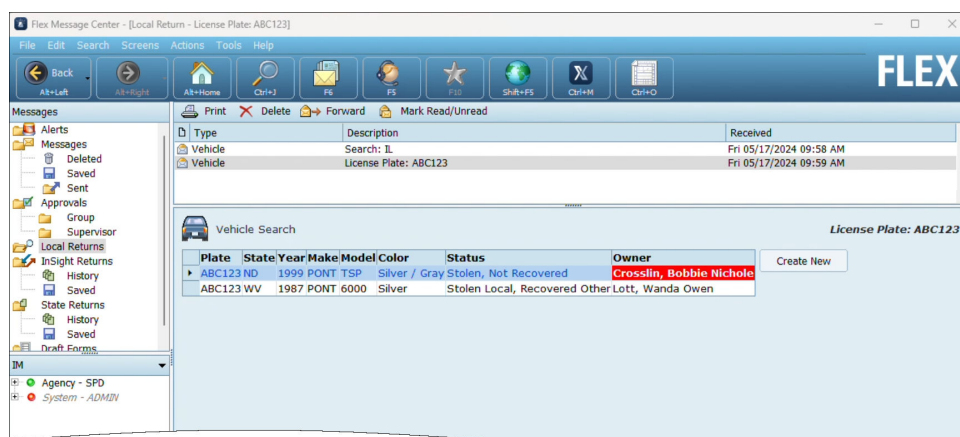 Flex Message Center - [Local Return - License Plate: ABC123]
File Edit Search Screens Actions Tools Help
Back Alt+Left
Alt+Right
Alt+Home
Ctrl+J
F6
F5
F10
Shift+F5
X Ctrl+M
Ctrl+O
FLEX
Messages
Print Delete Forward Mark Read/Unread
Alerts
Messages
Deleted
Saved
Sent
Approvals
Group
Supervisor
Local Returns
InSight Returns
History
Saved
State Returns
History
Saved
Draft Forms
IM
Agency - SPD
System - ADMIN
Type Description Received
Vehicle Search: IL Fri 05/17/2024 09:58 AM
Vehicle License Plate: ABC123 Fri 05/17/2024 09:59 AM
Vehicle Search License Plate: ABC123
Plate State Year Make Model Color Status Owner
ABC123 ND 1999 PONT TSP Silver / Gray Stolen, Not Recovered Crosslin, Bobbie Nichole
ABC123 WV 1987 PONT 6000 Silver Stolen Local, Recovered Other Lott, Wanda Owen
Create New